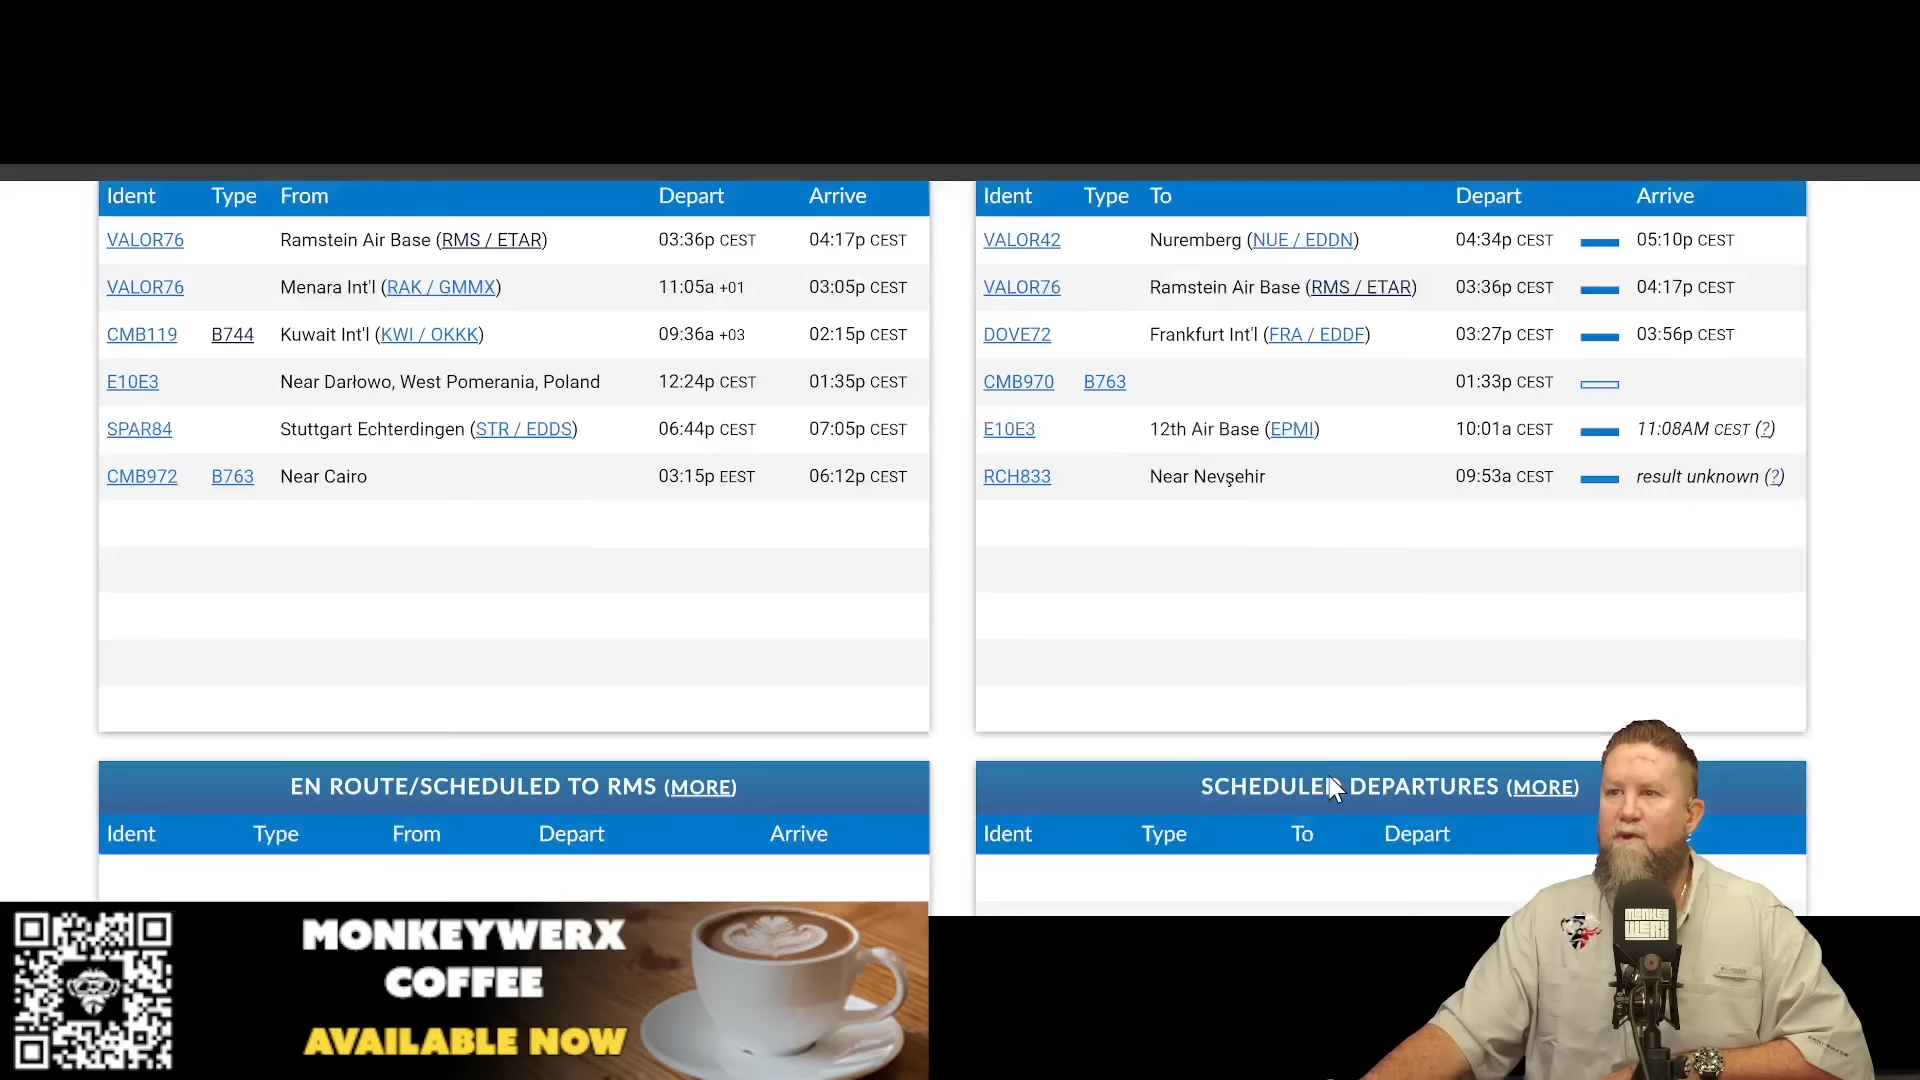 Ident Type From Depart Arrive
VALOR76 Ramstein Air Base (RMS / ETAR) 03:36p CEST 04:17p CEST
VALOR76 Menara Int'l (RAK / GMMX) 11:05a +01 03:05p CEST
CMB119 B744 Kuwait Int'l (KWI / OKKK) 09:36a +03 02:15p CEST
E10E3 Near Darłowo, West Pomerania, Poland 12:24p CEST 01:35p CEST
SPAR84 Stuttgart Echterdingen (STR / EDDS) 06:44p CEST 07:05p CEST
CMB972 B763 Near Cairo 03:15p EEST 06:12p CEST
Ident Type To Depart Arrive
VALOR42 Nuremberg (NUE / EDDN) 04:34p CEST 05:10p CEST
VALOR76 Ramstein Air Base (RMS / ETAR) 03:36p CEST 04:17p CEST
DOVE72 Frankfurt Int'l (FRA / EDDF) 03:27p CEST 03:56p CEST
CMB970 B763 01:33p CEST
E10E3 12th Air Base (EPMI) 10:01a CEST 11:08AM CEST (?)
RCH833 Near Nevşehir 09:53a CEST result unknown (?)
EN ROUTE/SCHEDULED TO RMS (MORE)
Ident Type From Depart Arrive
SCHEDULED DEPARTURES (MORE)
Ident Type To Depart
MONKEYWERX
COFFEE
AVAILABLE NOW
MONKEY
WERX